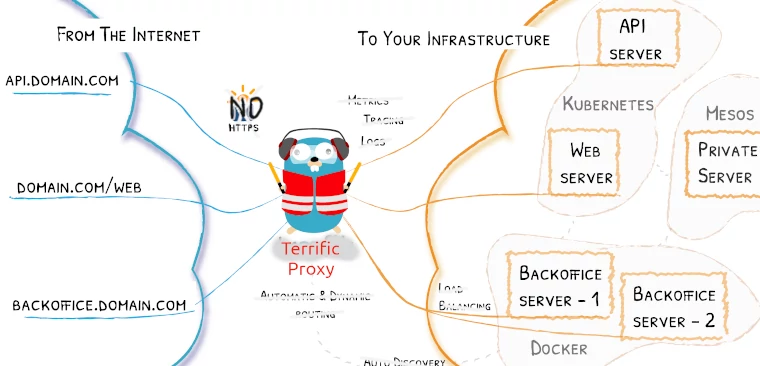 FROM THE INTERNET
TO YOUR INFRASTRUCTURE
API
SERVER
API.DOMAIN.COM
NO
HTTPS
METRICS
TRACING
LOGS
KUBERNETES
MESOS
WEB
SERVER
PRIVATE
SERVER
DOMAIN.COM/WEB
Terrific
Proxy
BACKOFFICE.DOMAIN.COM
AUTOMATIC & DYNAMIC
ROUTING
LOAD
BALANCING
BACKOFFICE
SERVER - 1
BACKOFFICE
SERVER - 2
DOCKER
AUTO DISCOVERY